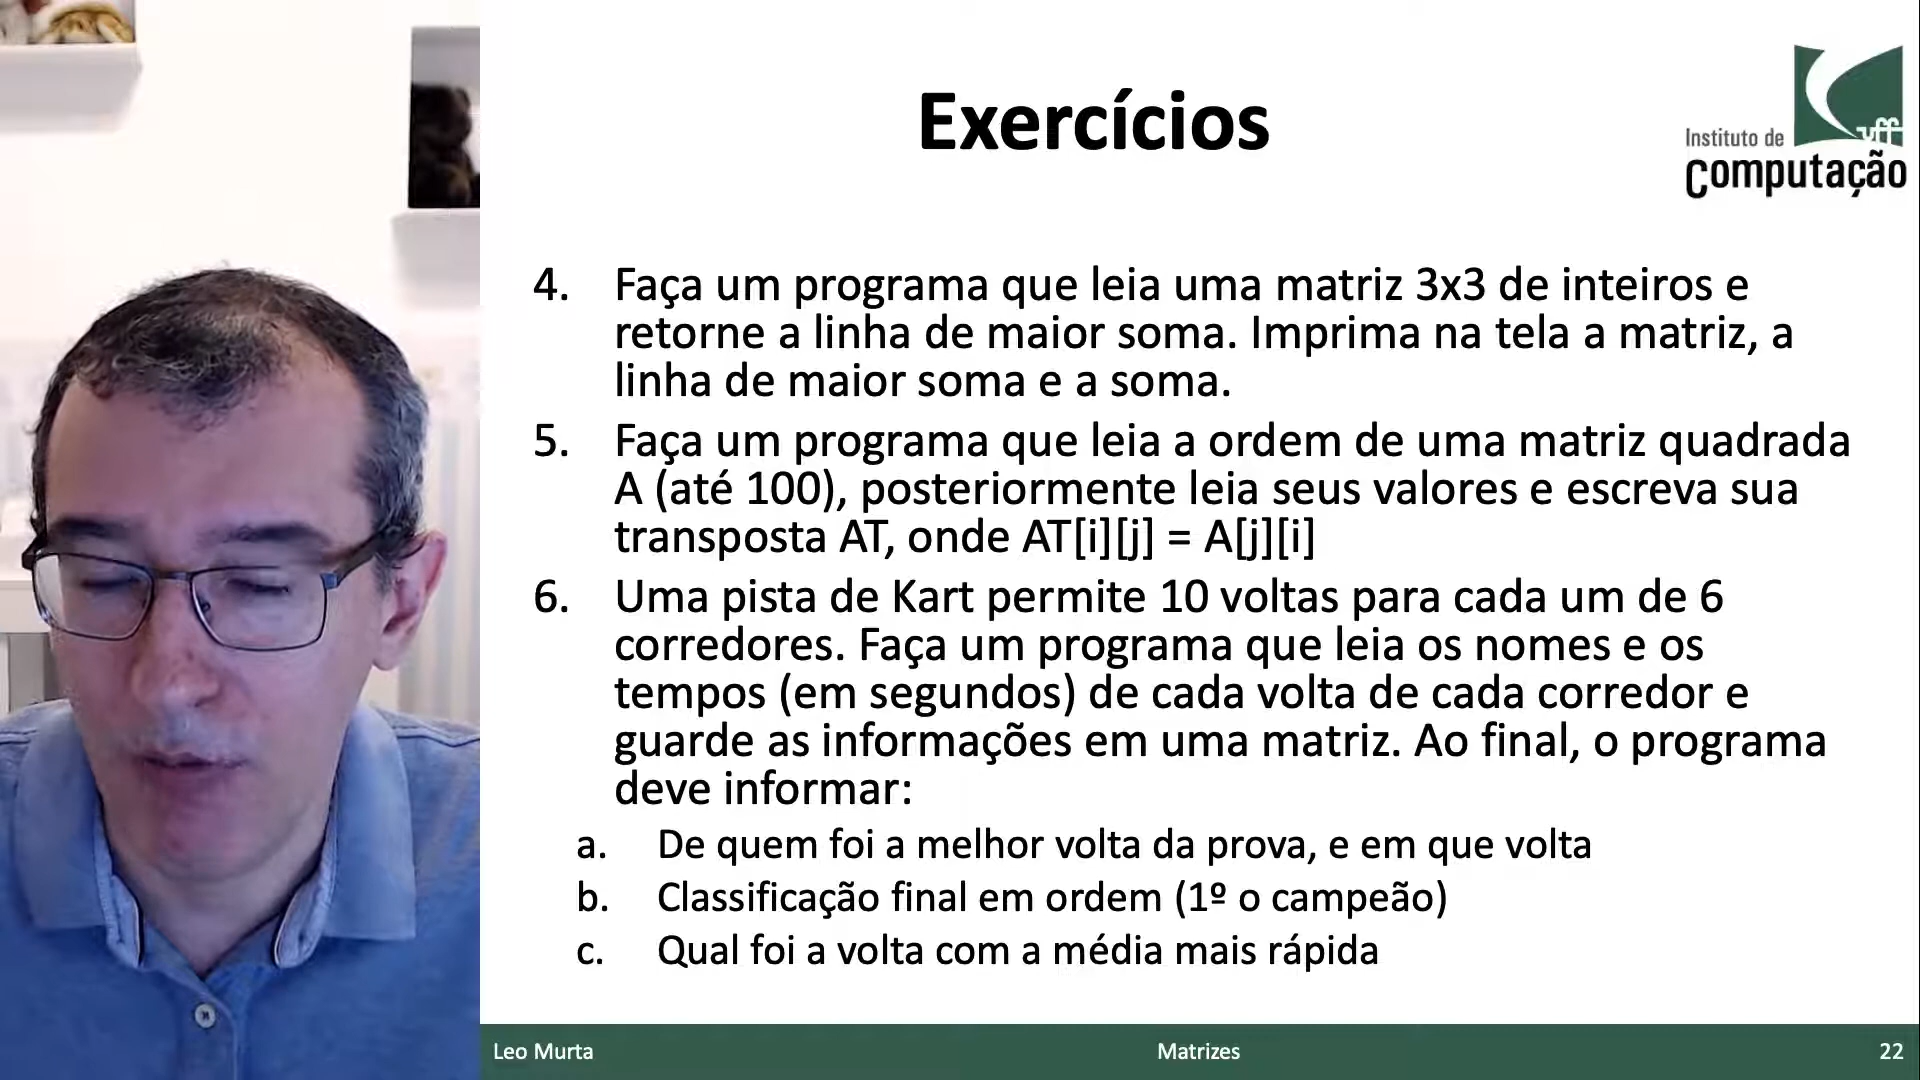 Exercícios
Instituto de
uff
Computação
4. Faça um programa que leia uma matriz 3x3 de inteiros e
retorne a linha de maior soma. Imprima na tela a matriz, a
linha de maior soma e a soma.
5. Faça um programa que leia a ordem de uma matriz quadrada
A (até 100), posteriormente leia seus valores e escreva sua
transposta AT, onde AT[i][j] = A[j][i]
6. Uma pista de Kart permite 10 voltas para cada um de 6
corredores. Faça um programa que leia os nomes e os
tempos (em segundos) de cada volta de cada corredor e
guarde as informações em uma matriz. Ao final, o programa
deve informar:
a. De quem foi a melhor volta da prova, e em que volta
b. Classificação final em ordem (1º o campeão)
c. Qual foi a volta com a média mais rápida
Leo Murta
Matrizes
22